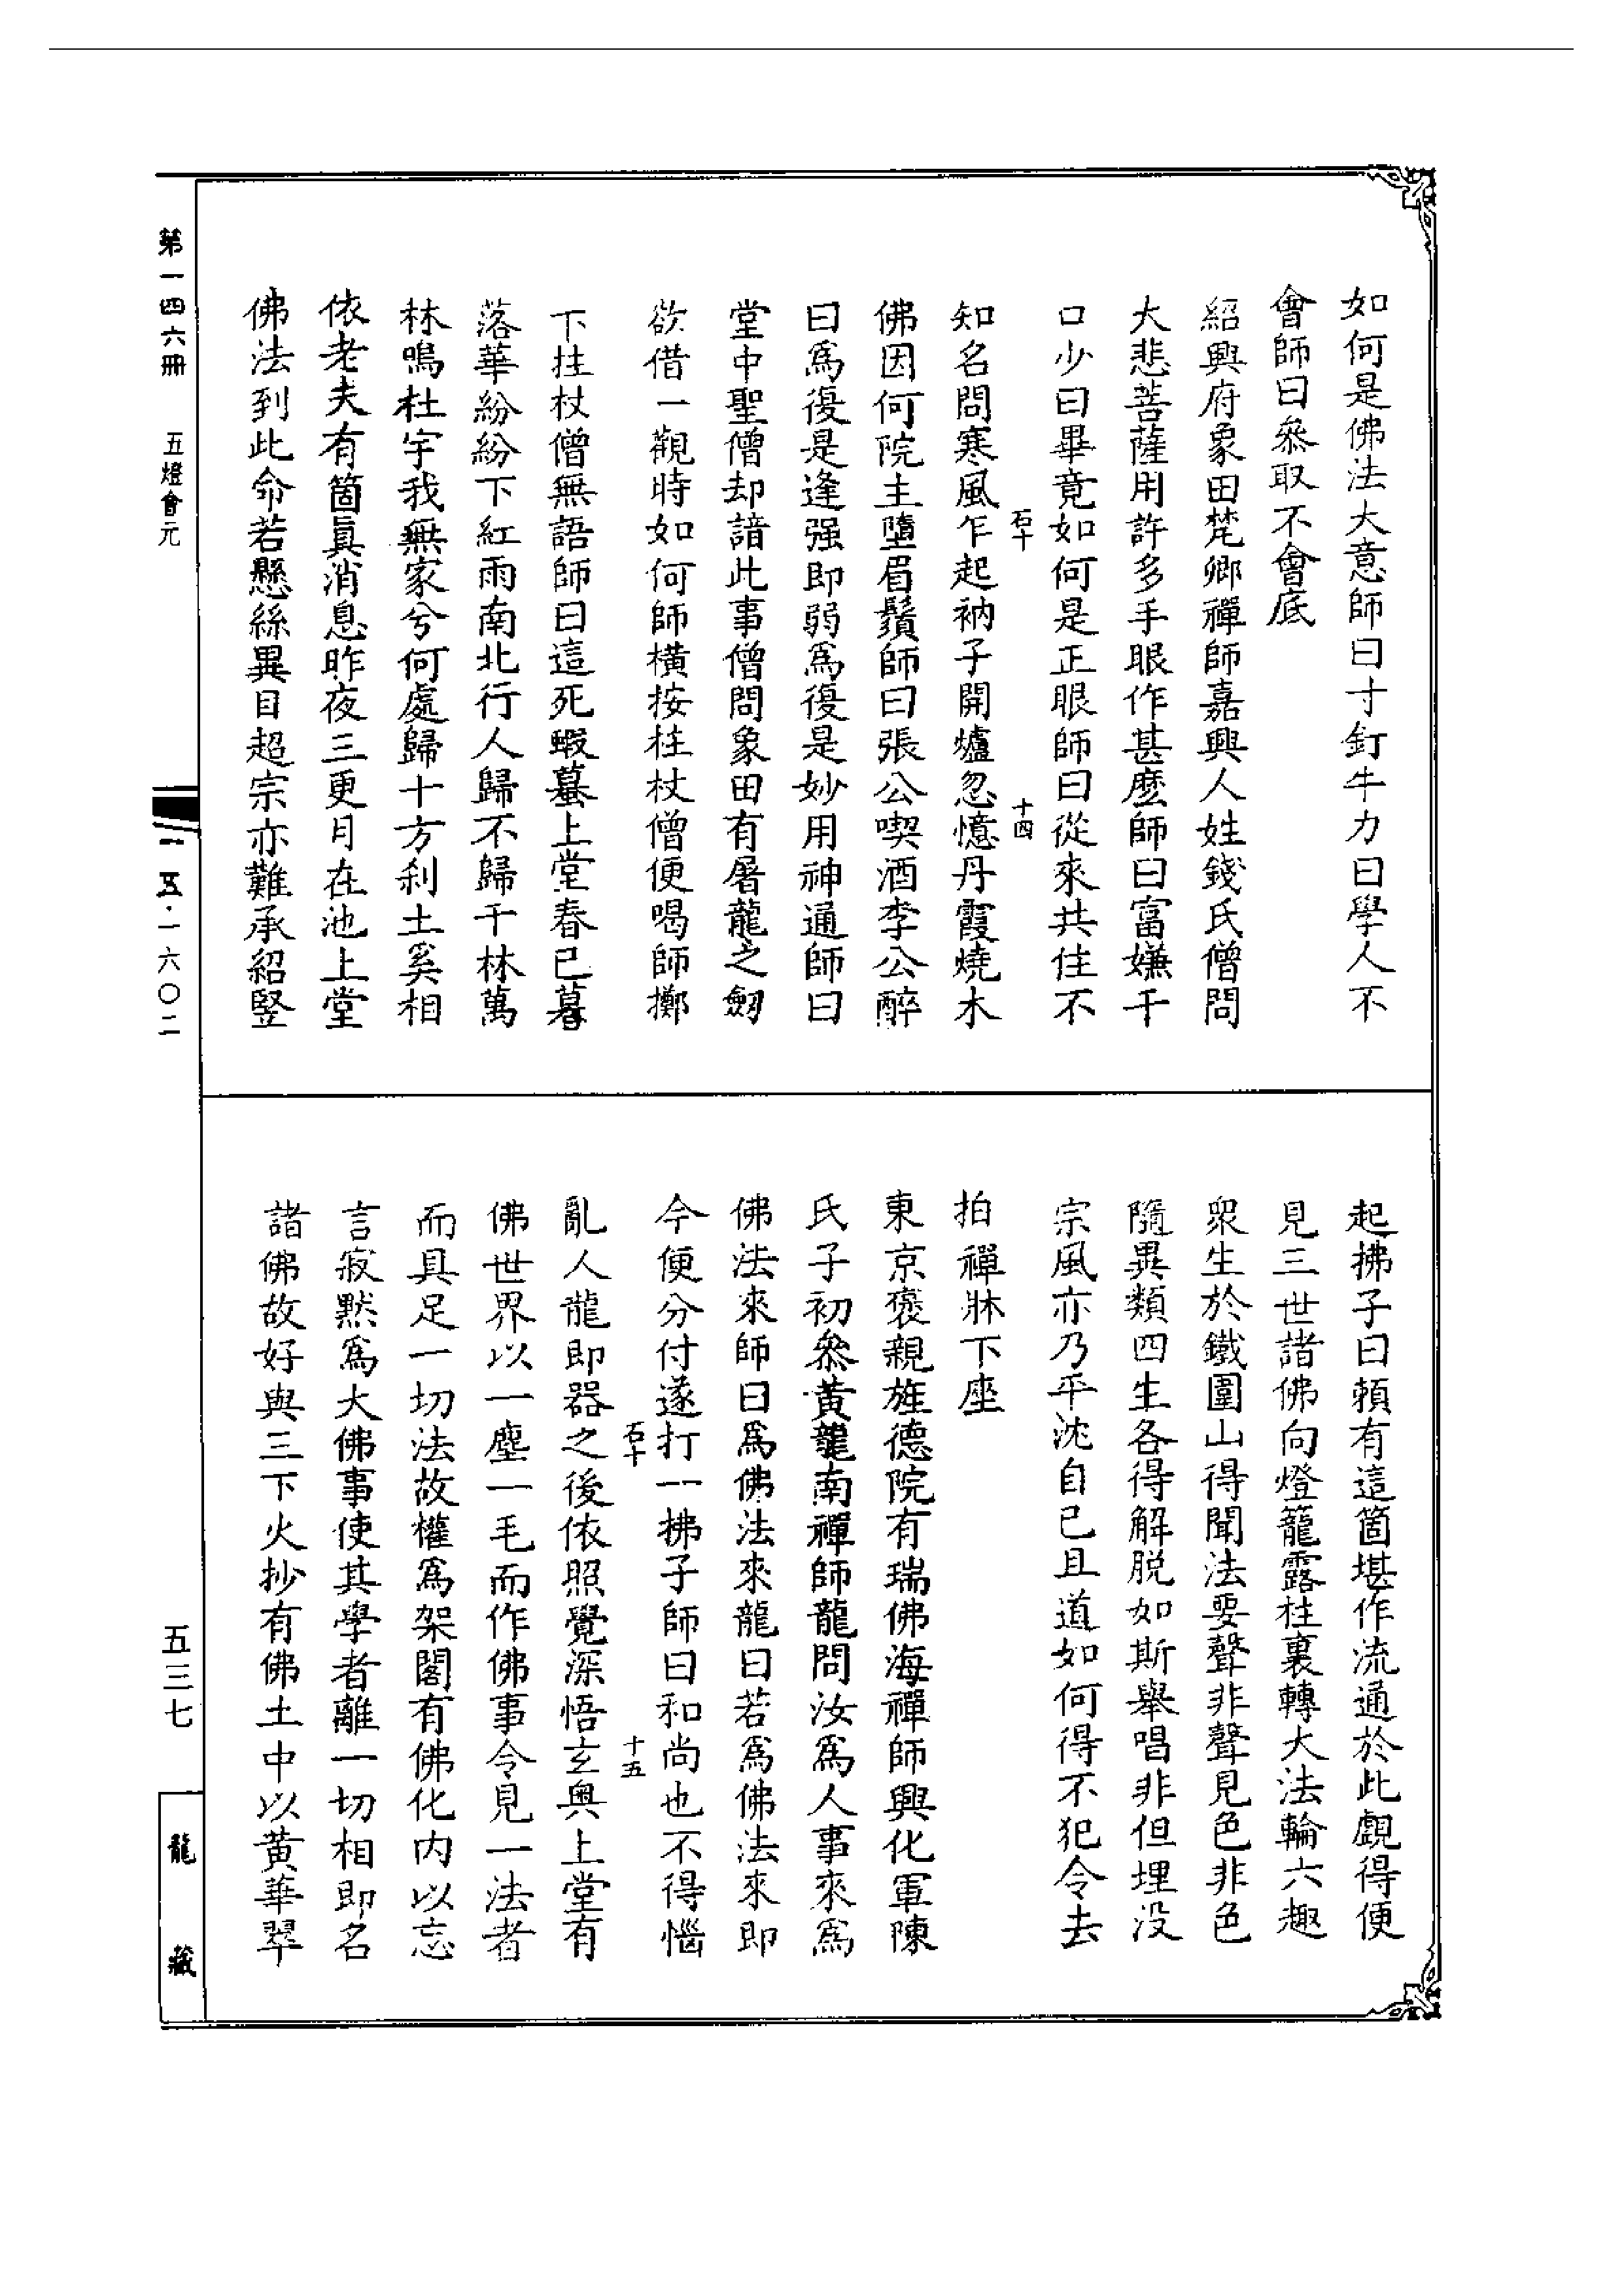 如何是佛法大意師曰寸釘牛力曰學人不
會師曰叅取不會底
紹興府象田梵卿禪師嘉興人姓錢氏僧問
大悲菩薩用許多手眼作甚麽師曰富嫌千
口少曰畢竟如何是正眼師曰從來共住不
石十
十四
知名問寒風乍起衲子開爐忽憶丹霞燒木
佛因何院主墮眉鬚師曰張公喫酒李公醉
曰爲復是逢强即弱爲復是妙用神通師曰
堂中聖僧却諳此事僧問象田有屠龍之劒
欲借一觀時如何師橫按拄杖僧便喝師擲
下拄杖僧無語師曰這死蝦蟇上堂春已暮
落華紛紛下紅雨南北行人歸不歸千林萬
林鳴杜宇我無家兮何處歸十方刹土奚相
依老夫有箇眞消息昨夜三更月在池上堂
佛法到此命若懸絲異目超宗亦難承紹竪
起拂子曰賴有這箇堪作流通於此覷得便
見三世諸佛向燈籠露柱裏轉大法輪六趣
衆生於鐵圍山得聞法要聲非聲見色非色
隨異類四生各得解脱如斯舉唱非但埋没
宗風亦乃平沈自已且道如何得不犯令去
拍禪牀下座
東京褒親旌德院有瑞佛海禪師興化軍陳
氏子初叅黃龍南禪師龍問汝爲人事來爲
佛法來師曰爲佛法來龍曰若爲佛法來即
今便分付遂打一拂子師曰和尚也不得惱
石十
十五
亂人龍即器之後依照覺深悟玄奥上堂有
佛世界以一塵一毛而作佛事令見一法者
而具足一切法故權爲架閣有佛化内以忘
言寂默爲大佛事使其學者離一切相即名
諸佛故好與三下火抄有佛土中以黃華翠
第一四六冊 五燈會元
一五·一六〇二
五三七
龍藏